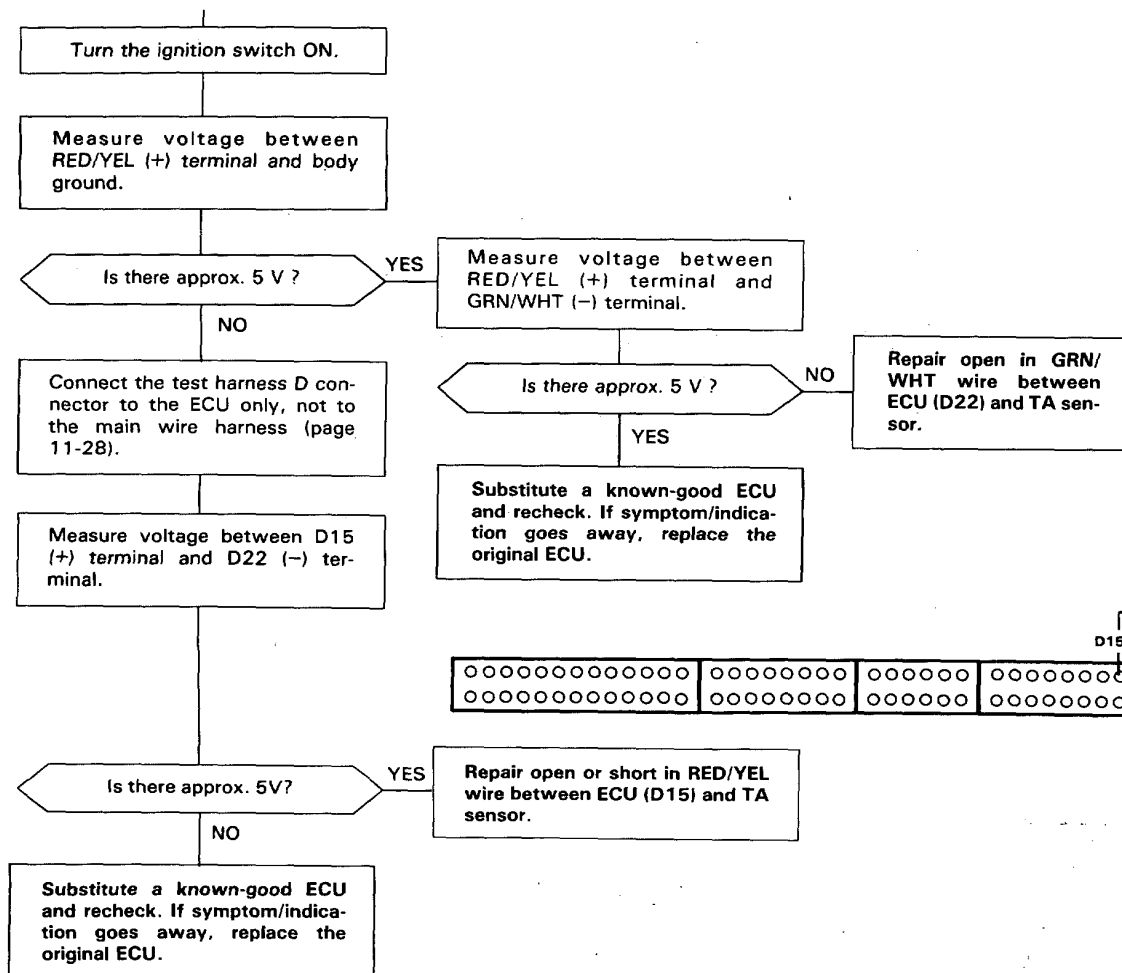 Turn the ignition switch ON.
Measure voltage between
RED/YEL (+) terminal and body
ground.
Is there approx. 5 V ?
YES
NO
Measure voltage between
RED/YEL (+) terminal and
GRN/WHT (−) terminal.
Is there approx. 5 V ?
NO
YES
Repair open in GRN/
WHT wire between
ECU (D22) and TA sen-
sor.
Substitute a known-good ECU
and recheck. If symptom/indica-
tion goes away, replace the
original ECU.
Connect the test harness D con-
nector to the ECU only, not to
the main wire harness (page
11-28).
Measure voltage between D15
(+) terminal and D22 (−) ter-
minal.
D15
Is there approx. 5V?
YES
NO
Repair open or short in RED/YEL
wire between ECU (D15) and TA
sensor.
Substitute a known-good ECU
and recheck. If symptom/indica-
tion goes away, replace the
original ECU.